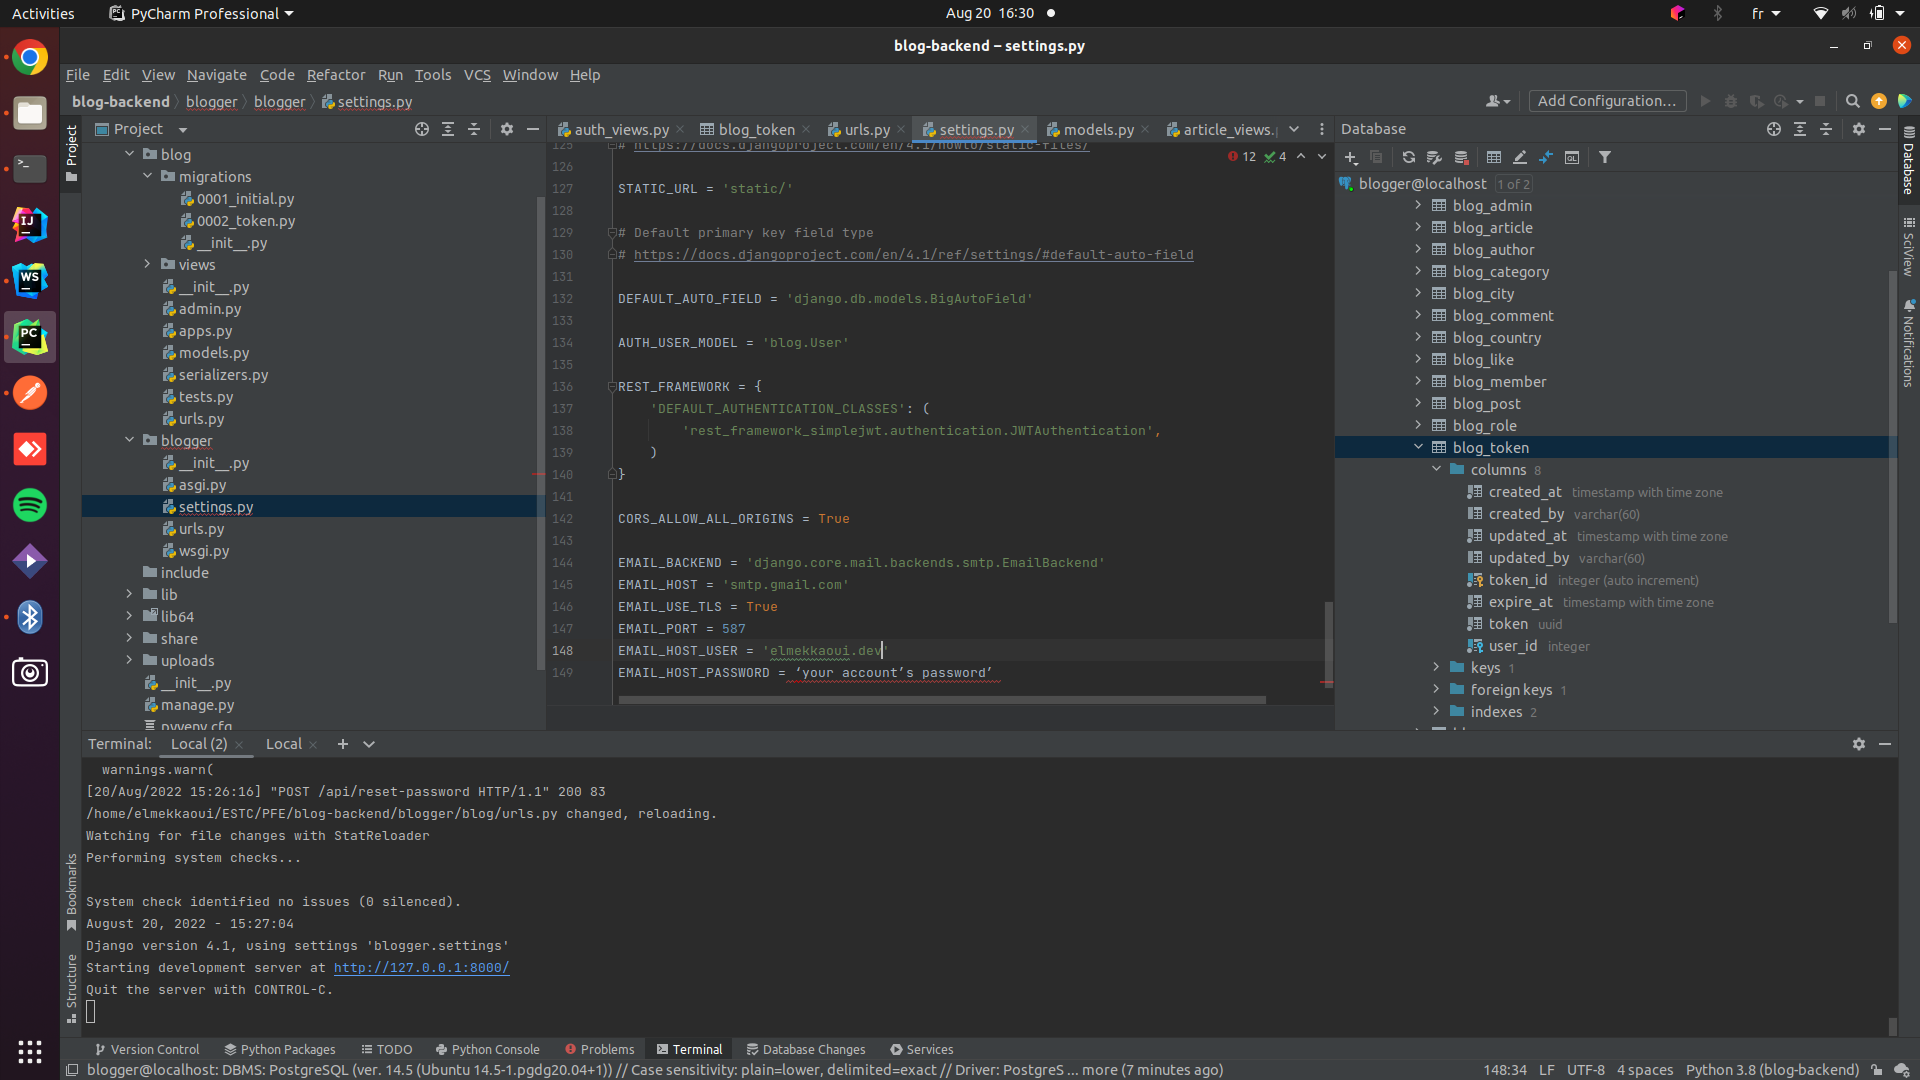 Activities
PyCharm Professional
Aug 20 16:30
fr
blog-backend – settings.py
File Edit View Navigate Code Refactor Run Tools VCS Window Help
blog-backend blogger blogger settings.py
Add Configuration...
Project
Project
blog
migrations
0001_initial.py
0002_token.py
__init__.py
views
__init__.py
admin.py
apps.py
models.py
serializers.py
tests.py
urls.py
blogger
__init__.py
asgi.py
settings.py
urls.py
wsgi.py
include
lib
lib64
share
uploads
__init__.py
manage.py
pyvenv.cfg
auth_views.py blog_token urls.py settings.py models.py article_views.
12 4
125 # https://docs.djangoproject.com/en/4.1/howto/static-files/
126
127 STATIC_URL = 'static/'
128
129 # Default primary key field type
130 # https://docs.djangoproject.com/en/4.1/ref/settings/#default-auto-field
131
132 DEFAULT_AUTO_FIELD = 'django.db.models.BigAutoField'
133
134 AUTH_USER_MODEL = 'blog.User'
135
136 REST_FRAMEWORK = {
137 'DEFAULT_AUTHENTICATION_CLASSES': (
138 'rest_framework_simplejwt.authentication.JWTAuthentication',
139 )
140 }
141
142 CORS_ALLOW_ALL_ORIGINS = True
143
144 EMAIL_BACKEND = 'django.core.mail.backends.smtp.EmailBackend'
145 EMAIL_HOST = 'smtp.gmail.com'
146 EMAIL_USE_TLS = True
147 EMAIL_PORT = 587
148 EMAIL_HOST_USER = 'elmekkaoui.dev'
149 EMAIL_HOST_PASSWORD = ‘your account’s password’
Database
blogger@localhost 1 of 2
blog_admin
blog_article
blog_author
blog_category
blog_city
blog_comment
blog_country
blog_like
blog_member
blog_post
blog_role
blog_token
columns 8
created_at timestamp with time zone
created_by varchar(60)
updated_at timestamp with time zone
updated_by varchar(60)
token_id integer (auto increment)
expire_at timestamp with time zone
token uuid
user_id integer
keys 1
foreign keys 1
indexes 2
Database
SciView
Notifications
Terminal: Local (2) Local
warnings.warn(
[20/Aug/2022 15:26:16] "POST /api/reset-password HTTP/1.1" 200 83
/home/elmekkaoui/ESTC/PFE/blog-backend/blogger/blog/urls.py changed, reloading.
Watching for file changes with StatReloader
Performing system checks...
System check identified no issues (0 silenced).
August 20, 2022 - 15:27:04
Django version 4.1, using settings 'blogger.settings'
Starting development server at http://127.0.0.1:8000/
Quit the server with CONTROL-C.
Bookmarks
Structure
Version Control Python Packages TODO Python Console Problems Terminal Database Changes Services
blogger@localhost: DBMS: PostgreSQL (ver. 14.5 (Ubuntu 14.5-1.pgdg20.04+1)) // Case sensitivity: plain=lower, delimited=exact // Driver: PostgreS ... more (7 minutes ago)
148:34 LF UTF-8 4 spaces Python 3.8 (blog-backend)